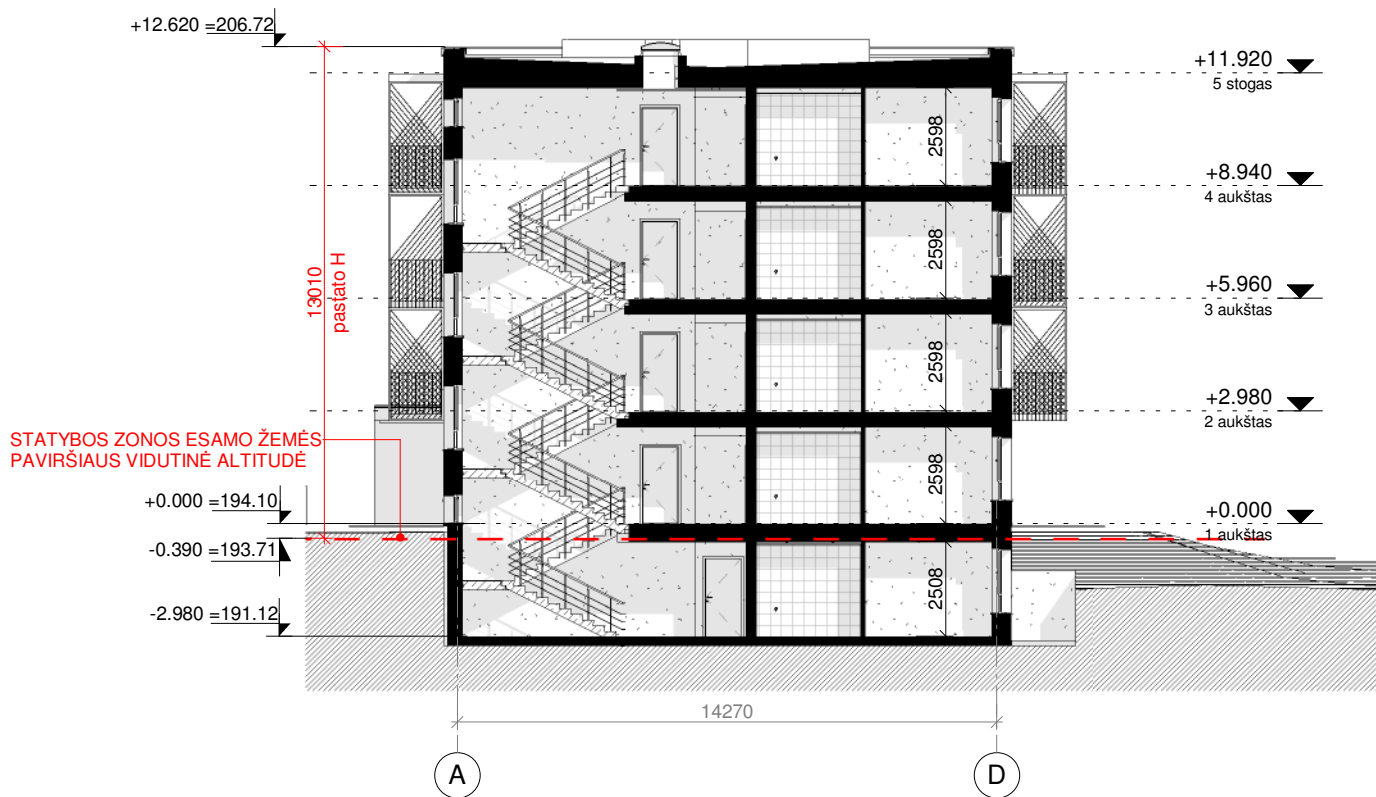 +12.620 =206.72
+11.920
5 stogas
2598
+8.940
4 aukštas
2598
13010
pastato H
+5.960
3 aukštas
2598
+2.980
2 aukštas
STATYBOS ZONOS ESAMO ŽEMĖS
PAVIRŠIAUS VIDUTINĖ ALTITUDĖ
2598
+0.000 =194.10
+0.000
1 aukštas
-0.390 =193.71
2508
-2.980 =191.12
14270
A
D